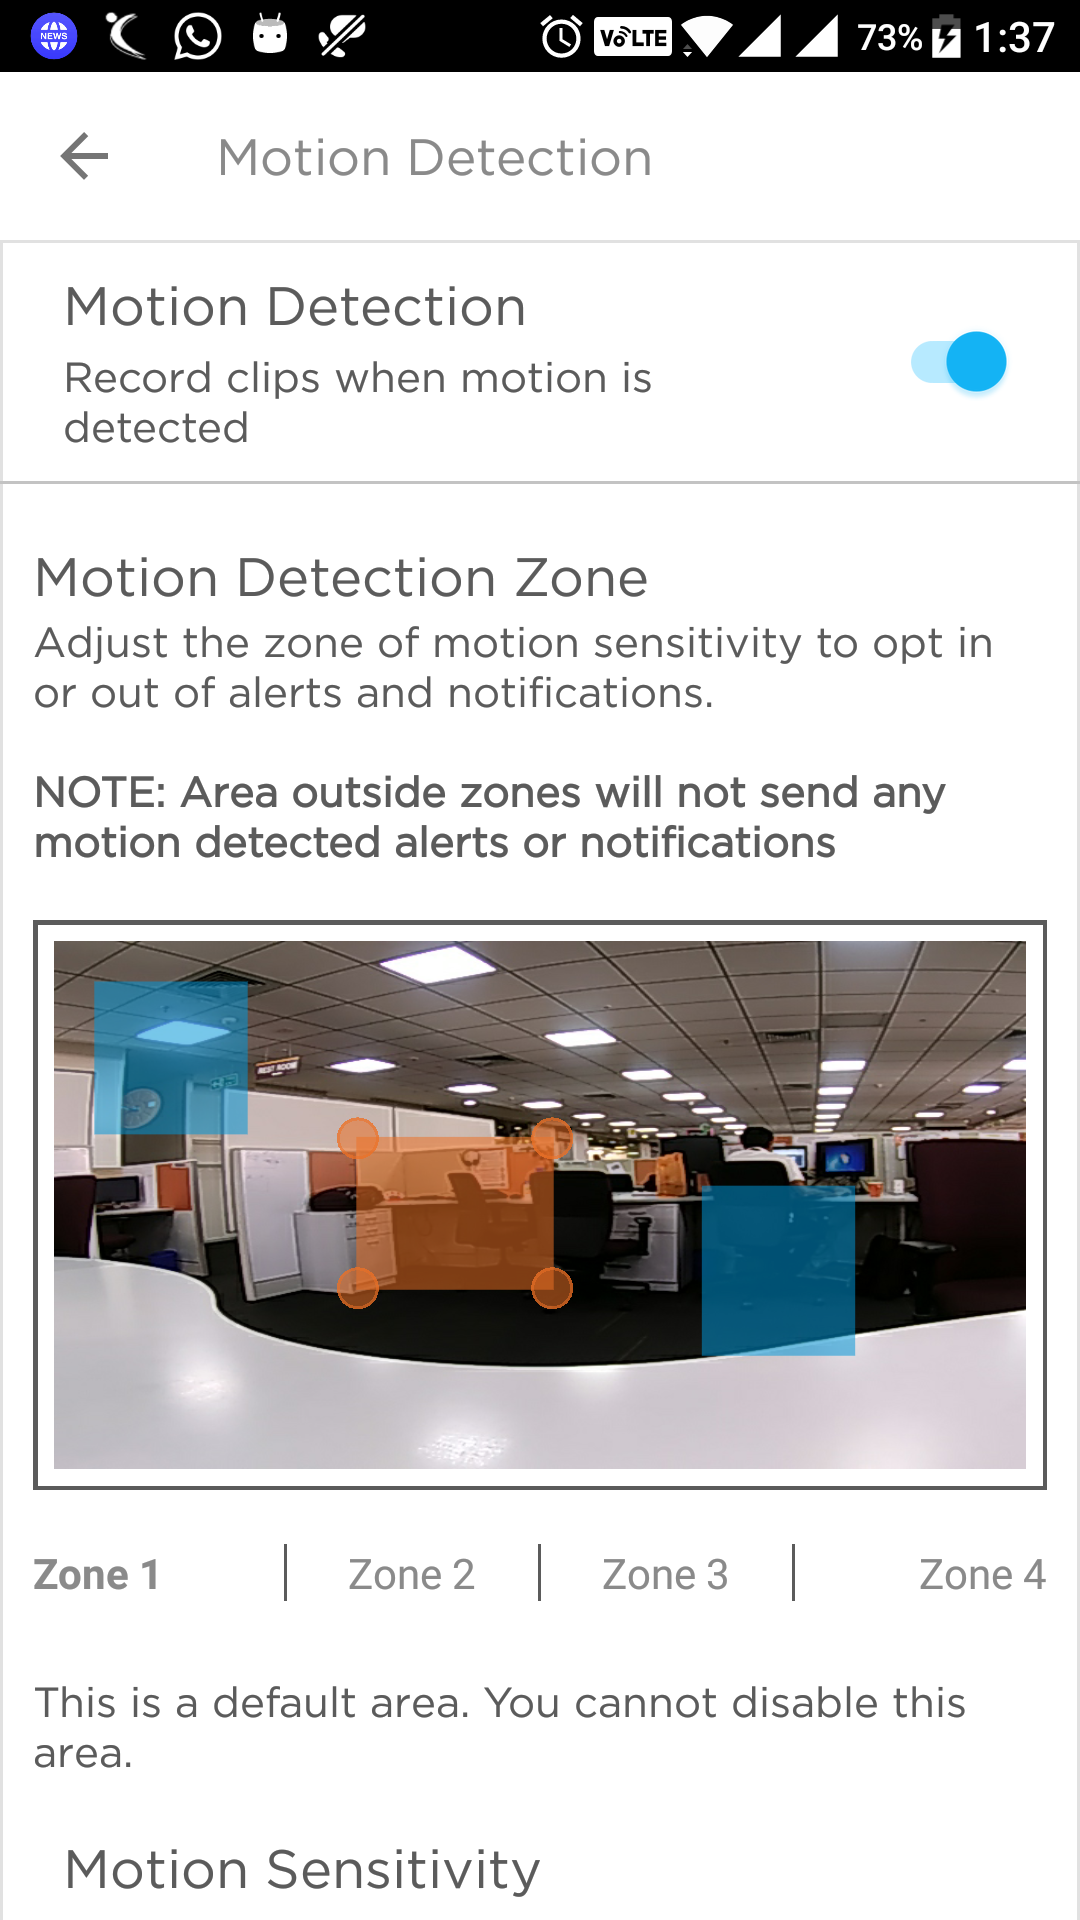 NEWS
VoLTE
73%
1:37
Motion Detection
Motion Detection
Record clips when motion is
detected
Motion Detection Zone
Adjust the zone of motion sensitivity to opt in
or out of alerts and notifications.
NOTE: Area outside zones will not send any
motion detected alerts or notifications
REST ROOM
Zone 1
Zone 2
Zone 3
Zone 4
This is a default area. You cannot disable this
area.
Motion Sensitivity